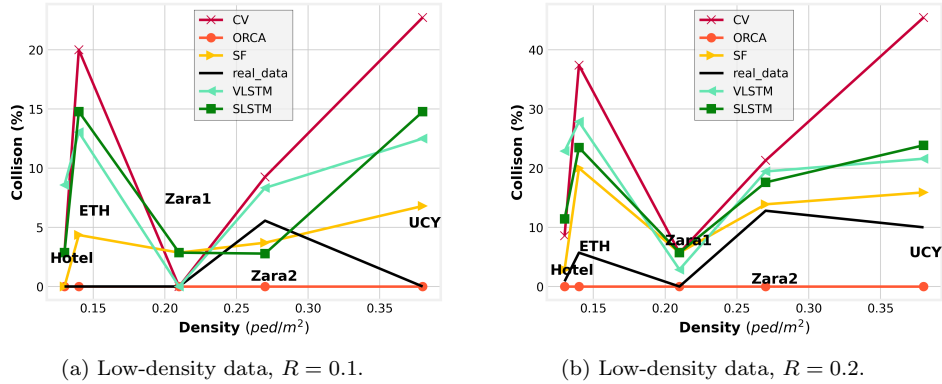 CV
ORCA
SF
real_data
VLSTM
SLSTM
Collison (%)
20
15
10
5
0
ETH
Hotel
Zara1
Zara2
UCY
0.15 0.20 0.25 0.30 0.35
Density (ped/m²)
(a) Low-density data, R = 0.1.
CV
ORCA
SF
real_data
VLSTM
SLSTM
Collison (%)
40
30
20
10
0
ETH
Hotel
Zara1
Zara2
UCY
0.15 0.20 0.25 0.30 0.35
Density (ped/m²)
(b) Low-density data, R = 0.2.